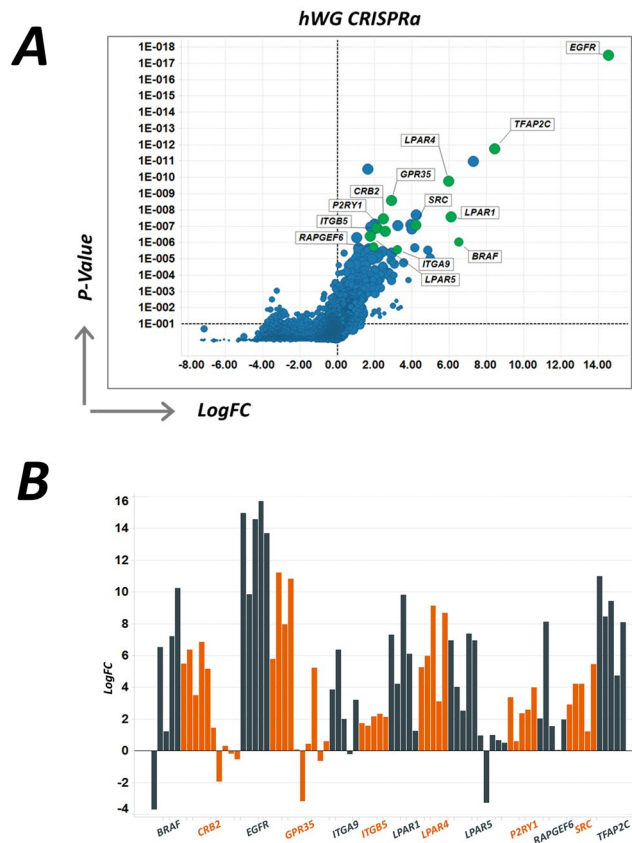 hWG CRISPRa
A
1E-018
1E-017
1E-016
1E-015
1E-014
1E-013
1E-012
1E-011
1E-010
1E-009
1E-008
1E-007
1E-006
1E-005
1E-004
1E-003
1E-002
1E-001
P-Value
EGFR
TFAP2C
LPAR4
GPR35
CRB2
SRC
P2RY1
LPAR1
ITGB5
RAPGEF6
BRAF
ITGA9
LPAR5
-8.00 -6.00 -4.00 -2.00 0.00 2.00 4.00 6.00 8.00 10.00 12.00 14.00
LogFC
B
16
14
12
10
8
6
4
2
0
-2
-4
LogFC
BRAF CRB2 EGFR GPR35 ITGA9 ITGB5 LPAR1 LPAR4 LPAR5 P2RY1 RAPGEF6 SRC TFAP2C